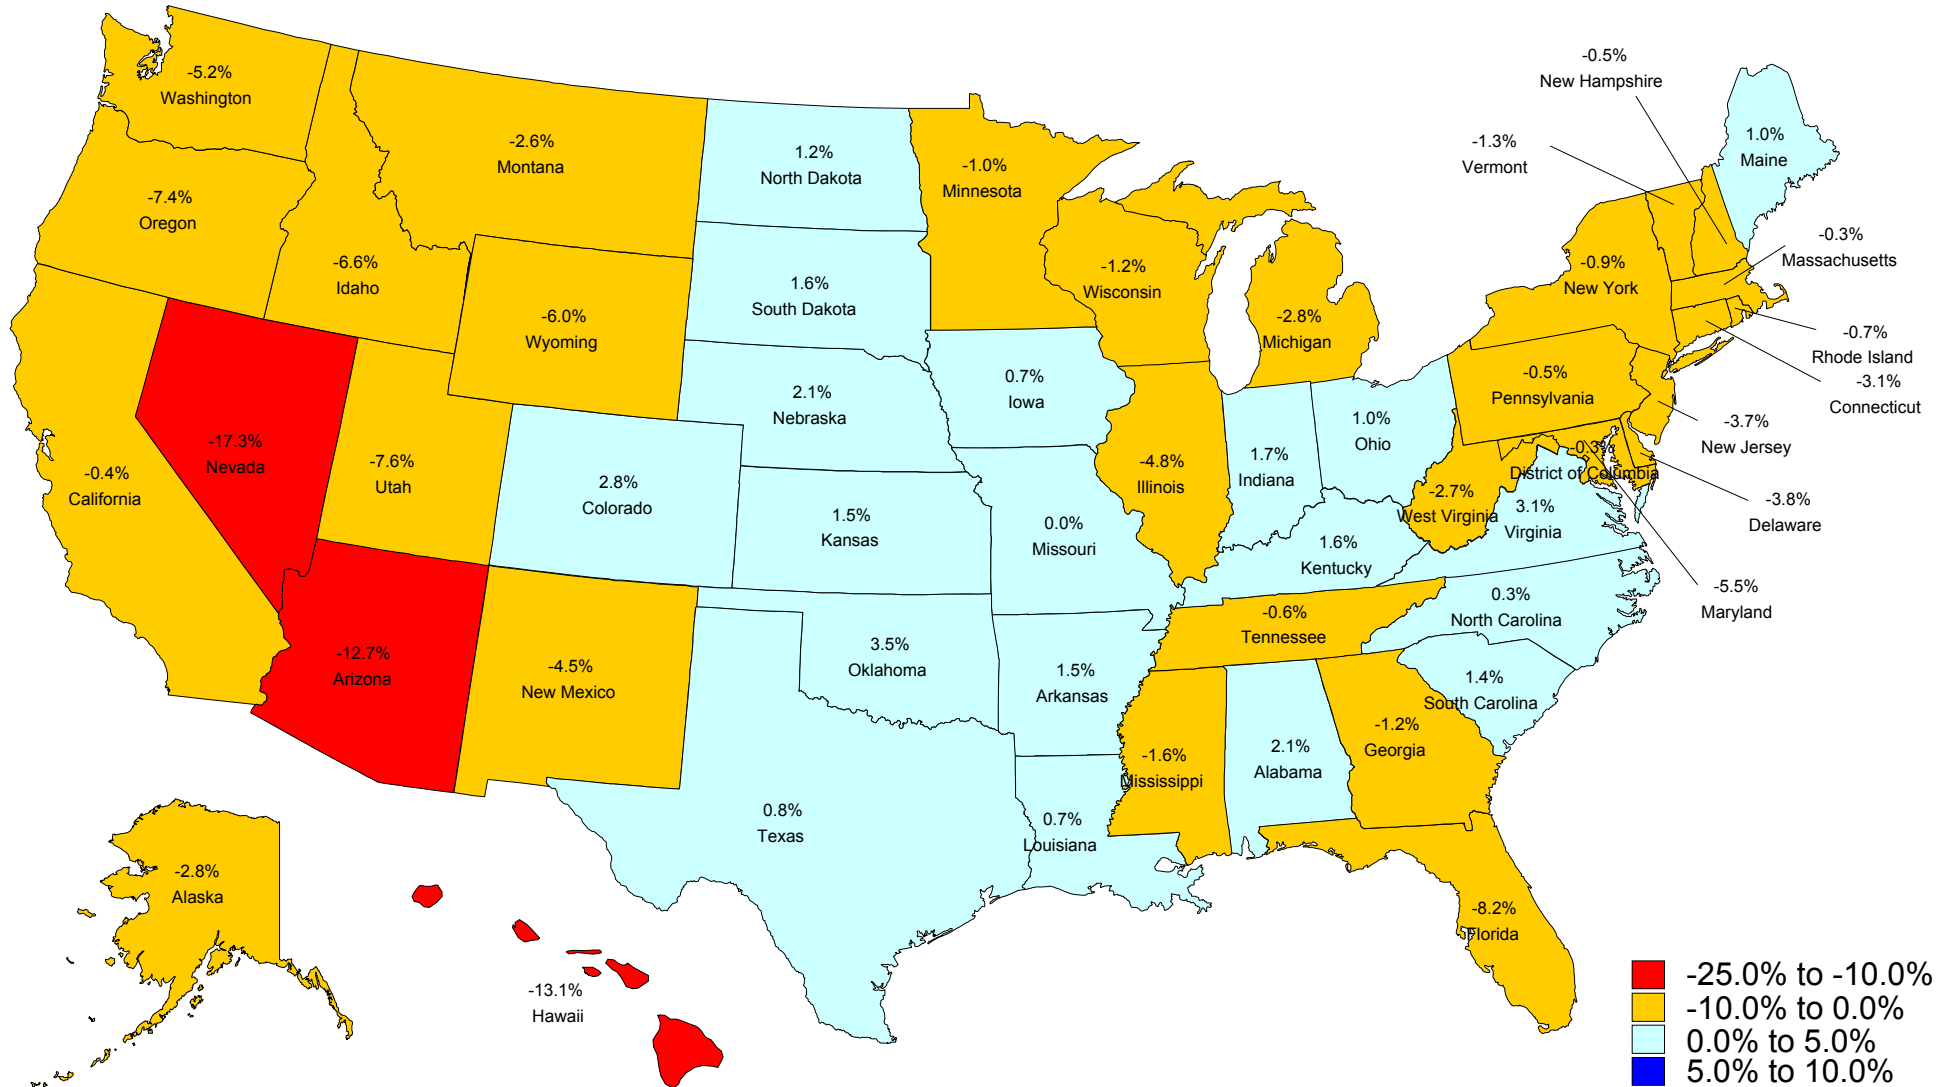 -5.2%
Washington
-7.4%
Oregon
-6.6%
Idaho
-2.6%
Montana
-6.0%
Wyoming
-17.3%
Nevada
-0.4%
California
-7.6%
Utah
-12.7%
Arizona
-4.5%
New Mexico
2.8%
Colorado
1.2%
North Dakota
1.6%
South Dakota
2.1%
Nebraska
1.5%
Kansas
3.5%
Oklahoma
0.8%
Texas
-1.0%
Minnesota
0.7%
Iowa
0.0%
Missouri
1.5%
Arkansas
0.7%
Louisiana
-1.2%
Wisconsin
-4.8%
Illinois
-2.8%
Michigan
1.7%
Indiana
1.0%
Ohio
1.6%
Kentucky
-0.6%
Tennessee
-1.6%
Mississippi
2.1%
Alabama
-1.2%
Georgia
-8.2%
Florida
1.4%
South Carolina
0.3%
North Carolina
3.1%
Virginia
-2.7%
West Virginia
-0.3%
District of Columbia
-0.5%
Pennsylvania
-0.9%
New York
-1.3%
Vermont
-0.5%
New Hampshire
1.0%
Maine
-0.3%
Massachusetts
-0.7%
Rhode Island
-3.1%
Connecticut
-3.7%
New Jersey
-3.8%
Delaware
-5.5%
Maryland
-2.8%
Alaska
-13.1%
Hawaii
-25.0% to -10.0%
-10.0% to 0.0%
0.0% to 5.0%
5.0% to 10.0%